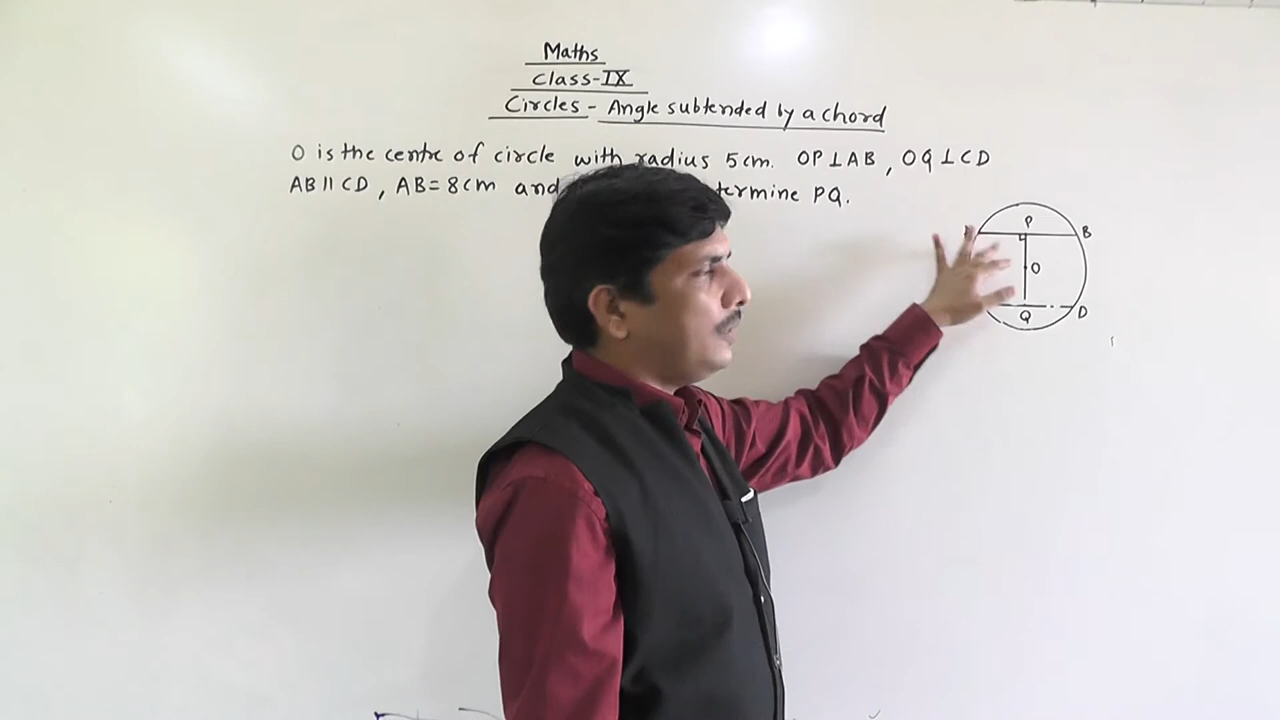 Maths
Class-IX
Circles - Angle subtended by a chord
O is the centre of circle with radius 5cm. OP⊥AB, OQ⊥CD
AB||CD, AB=8cm and termine PQ.
P
B
O
Q
D